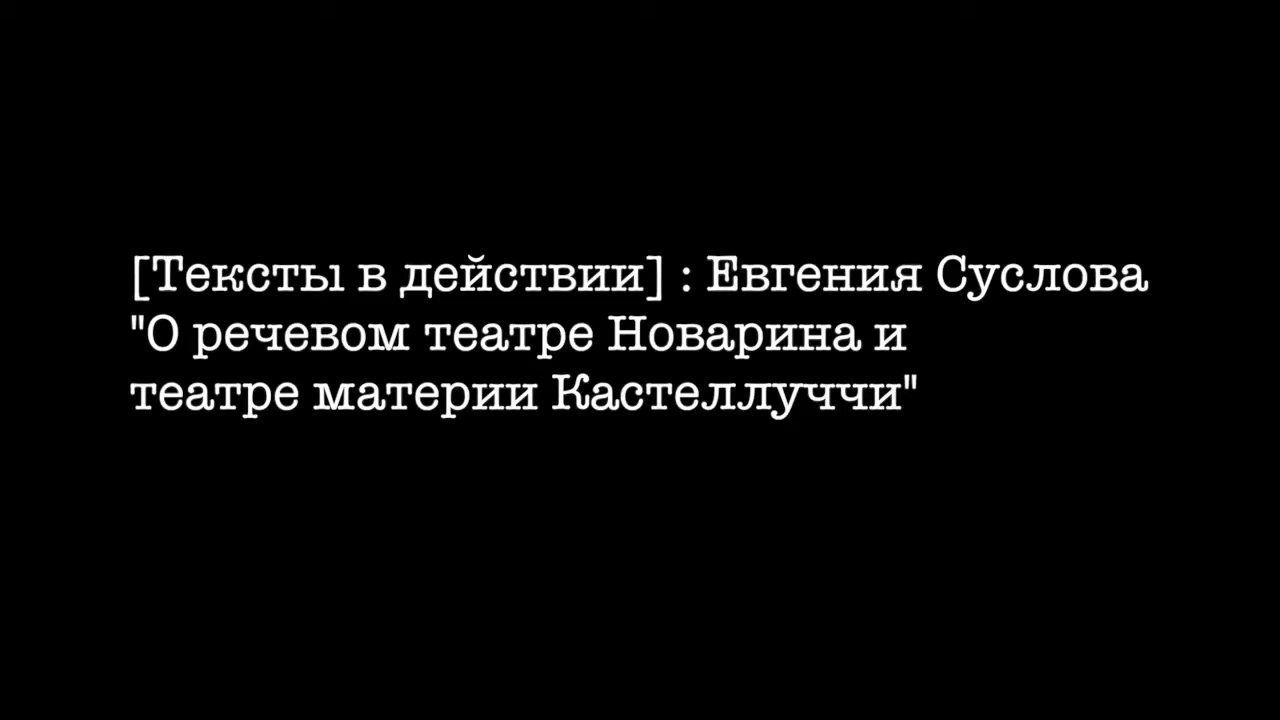 [Тексты в действии] : Евгения Суслова
"О речевом театре Новарина и
театре материи Кастеллуччи"